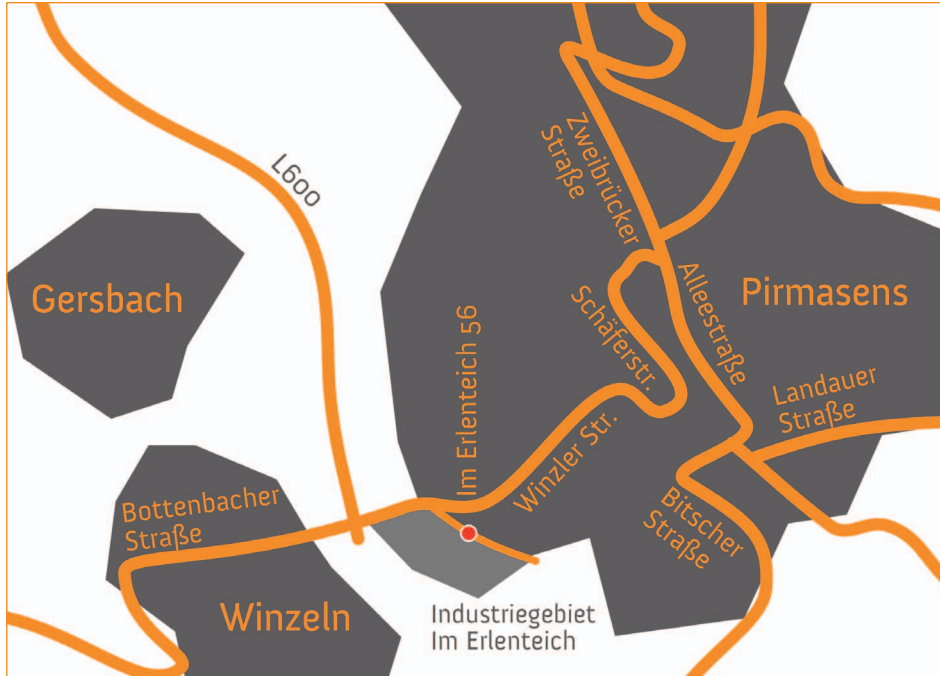 L600
Zweibrücker
Straße
Gersbach
Im Erlenteich 56
Schäferstr.
Alleestraße
Pirmasens
Landauer
Straße
Winzler Str.
Bottenbacher
Straße
Bitscher
Straße
Winzeln
Industriegebiet
Im Erlenteich